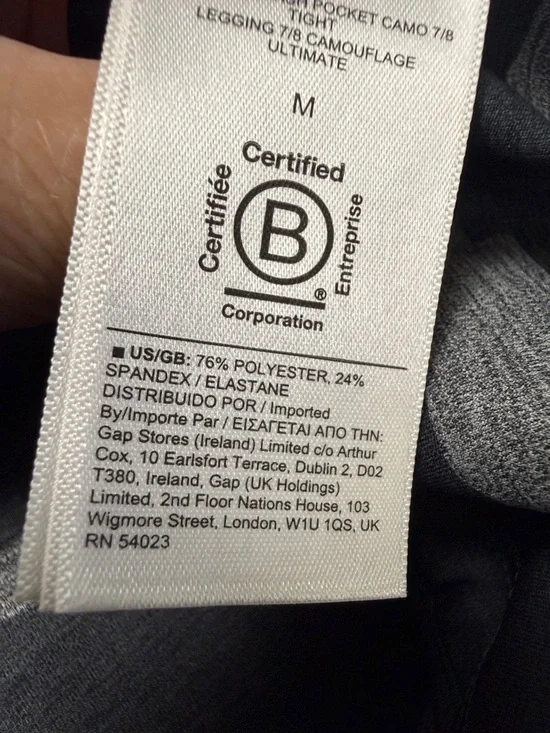 POCKET CAMO 7/8
TIGHT
LEGGING 7/8 CAMOUFLAGE
ULTIMATE
M
Certified
Certifiée
B
Entreprise
®
Corporation
■ US/GB: 76% POLYESTER, 24%
SPANDEX / ELASTANE
DISTRIBUIDO POR / Imported
By/Importe Par / ΕΙΣΑΓΕΤΑΙ ΑΠΟ ΤΗΝ:
Gap Stores (Ireland) Limited c/o Arthur
Cox, 10 Earlsfort Terrace, Dublin 2, D02
T380, Ireland, Gap (UK Holdings)
Limited, 2nd Floor Nations House, 103
Wigmore Street, London, W1U 1QS, UK
RN 54023